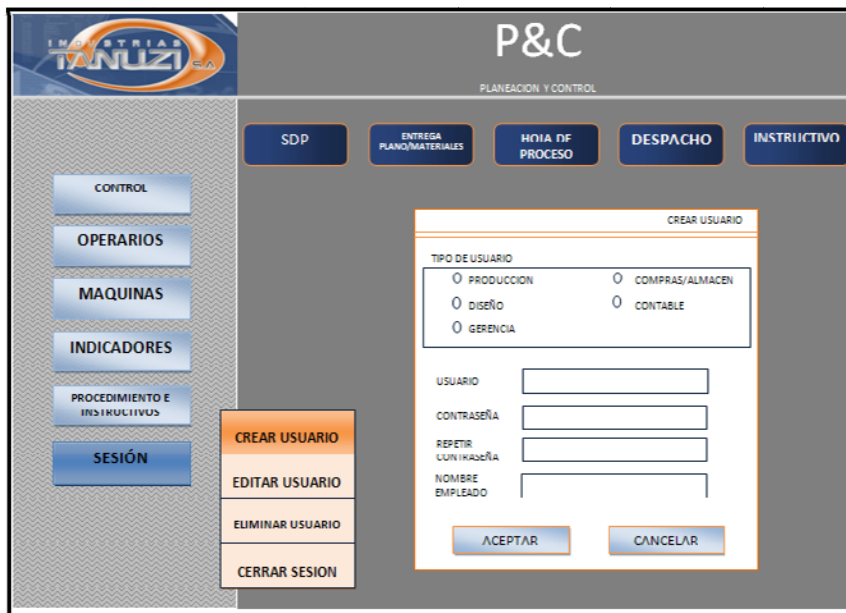 INDUSTRIAS
TANUZI S.A
P&C
PLANEACION Y CONTROL
SDP
ENTREGA
PLANO/MATERIALES
HOJA DE
PROCESO
DESPACHO
INSTRUCTIVO
CONTROL
OPERARIOS
MAQUINAS
INDICADORES
PROCEDIMIENTO E
INSTRUCTIVOS
SESIÓN
CREAR USUARIO
EDITAR USUARIO
ELIMINAR USUARIO
CERRAR SESION
CREAR USUARIO
TIPO DE USUARIO
PRODUCCION
COMPRAS/ALMACEN
DISEÑO
CONTABLE
GERENCIA
USUARIO
CONTRASEÑA
REPETIR
CONTRASEÑA
NOMBRE
EMPLEADO
ACEPTAR
CANCELAR